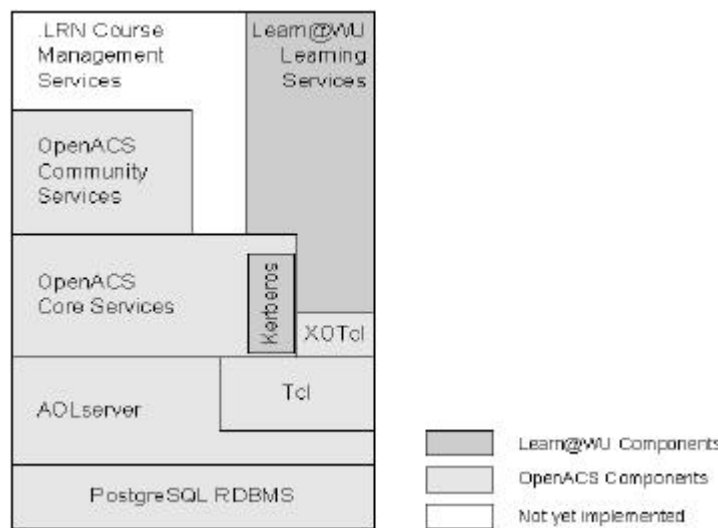 .LRN Course
Management
Services
Learn@WU
Learning
Services
OpenACS
Community
Services
OpenACS
Core Services
Kerberos
XOTcl
AOLserver
Tcl
PostgreSQL RDBMS
Learn@WU Components
OpenACS Components
Not yet implemented